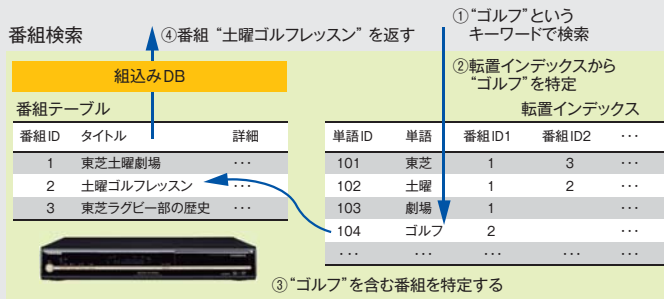 番組検索
④番組 “土曜ゴルフレッスン” を返す
①“ゴルフ”という
キーワードで検索
②転置インデックスから
“ゴルフ”を特定
組込みDB
番組テーブル
番組ID タイトル 詳細
1 東芝土曜劇場 ···
2 土曜ゴルフレッスン ···
3 東芝ラグビー部の歴史 ···
転置インデックス
単語ID 単語 番組ID1 番組ID2 ···
101 東芝 1 3 ···
102 土曜 1 2 ···
103 劇場 1 ···
104 ゴルフ 2 ···
··· ··· ··· ··· ···
③“ゴルフ”を含む番組を特定する